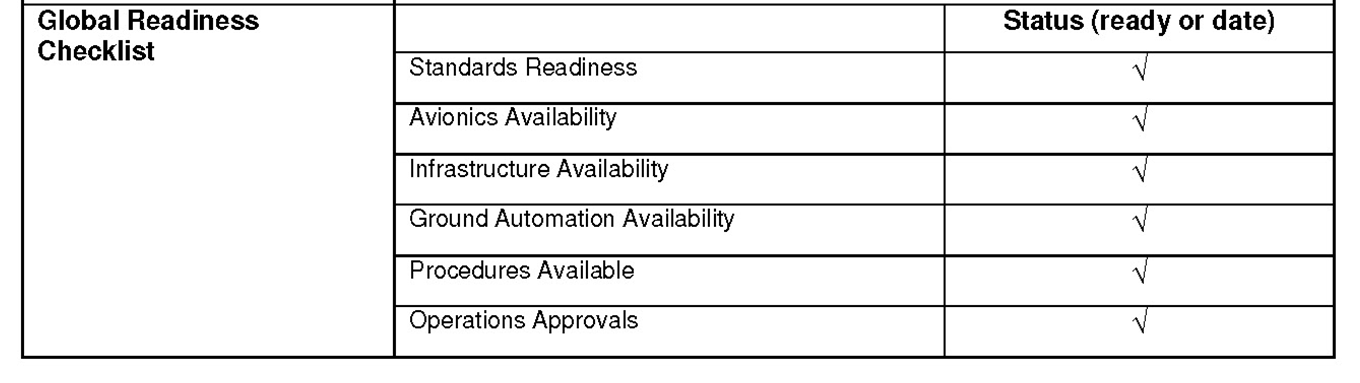 Global Readiness
Checklist
Status (ready or date)
Standards Readiness √
Avionics Availability √
Infrastructure Availability √
Ground Automation Availability √
Procedures Available √
Operations Approvals √